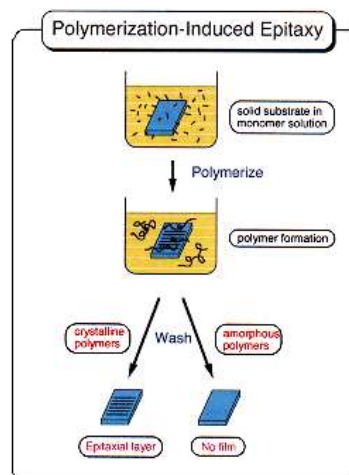 Polymerization-Induced Epitaxy
solid substrate in
monomer solution
Polymerize
polymer formation
crystalline
polymers
Wash
amorphous
polymers
Epitaxial layer
No film